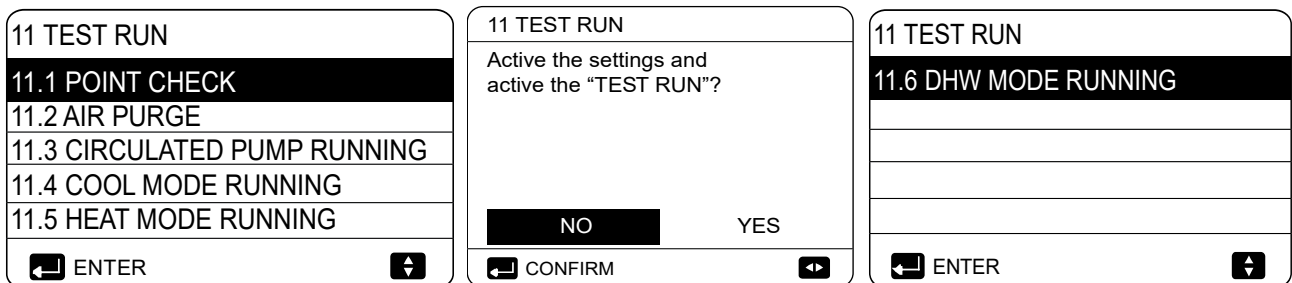 11 TEST RUN
11.1 POINT CHECK
11.2 AIR PURGE
11.3 CIRCULATED PUMP RUNNING
11.4 COOL MODE RUNNING
11.5 HEAT MODE RUNNING
ENTER
11 TEST RUN
Active the settings and
active the “TEST RUN”?
NO YES
CONFIRM
11 TEST RUN
11.6 DHW MODE RUNNING
ENTER